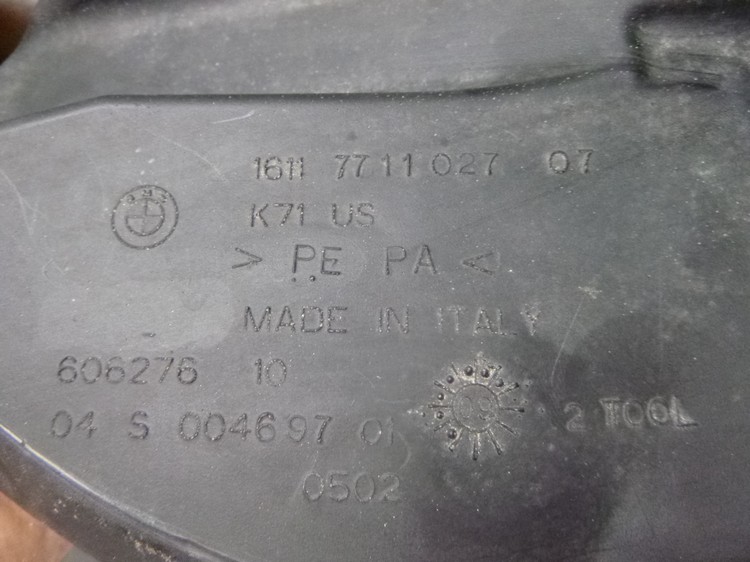 1611 7711 027 07
BMW
K71 US
> PE PA <
MADE IN ITALY
606276 10
04 S 004697 01
2 TOOL
0502